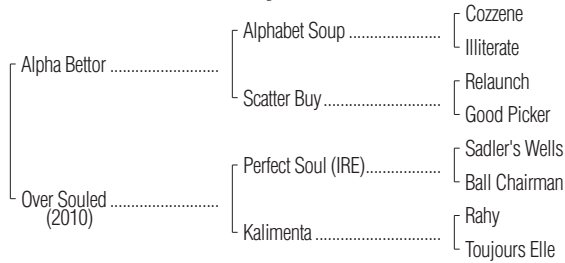 Cozzene
Alphabet Soup ....................
Illiterate
Alpha Bettor .......................
Relaunch
Scatter Buy .........................
Good Picker
Sadler's Wells
Perfect Soul (IRE)................
Ball Chairman
Over Souled .......................
(2010)
Rahy
Kalimenta ...........................
Toujours Elle